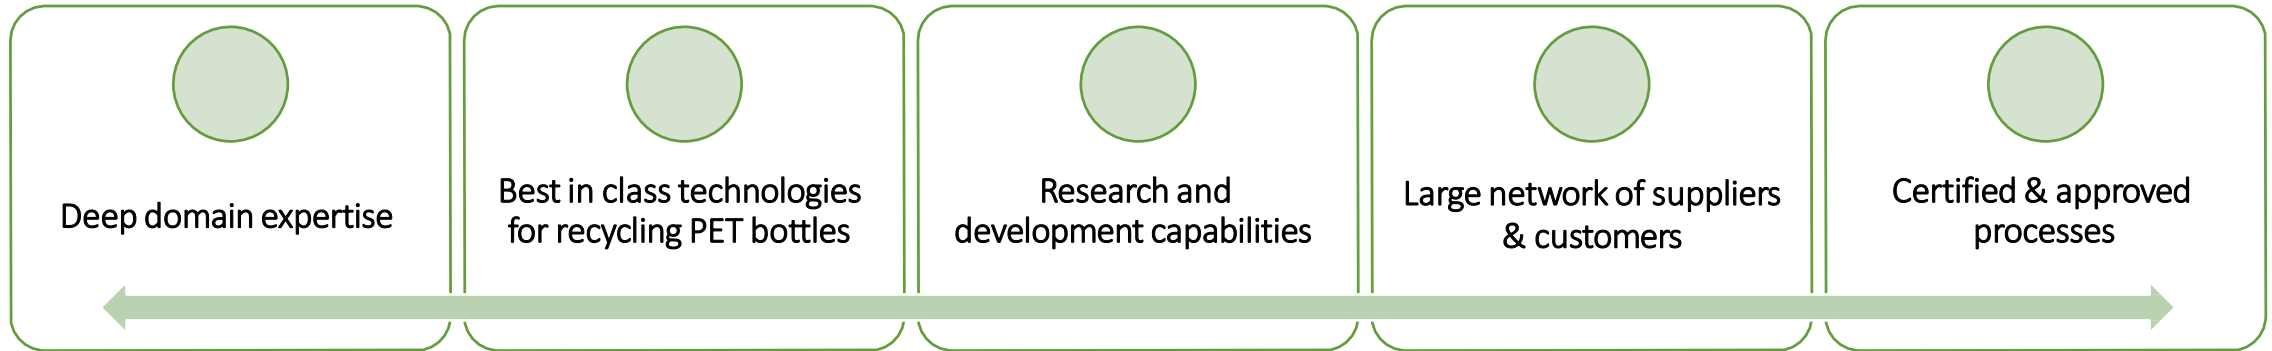 Deep domain expertise
Best in class technologies
for recycling PET bottles
Research and
development capabilities
Large network of suppliers
& customers
Certified & approved
processes